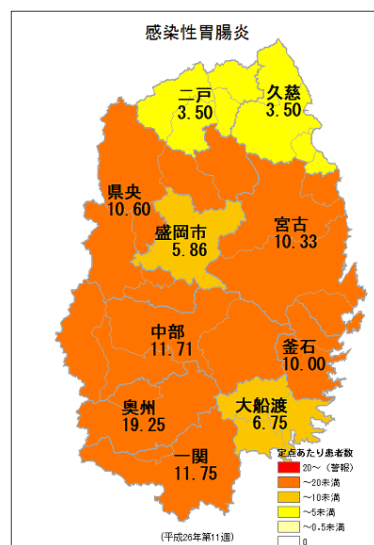 感染性胃腸炎
二戸
3.50
久慈
3.50
県央
10.60
盛岡市
5.86
宮古
10.33
中部
11.71
釜石
10.00
奥州
19.25
大船渡
6.75
一関
11.75
定点あたり患者数
20～（警報）
～20未満
～10未満
～5未満
～0.5未満
0
(平成26年第11週)